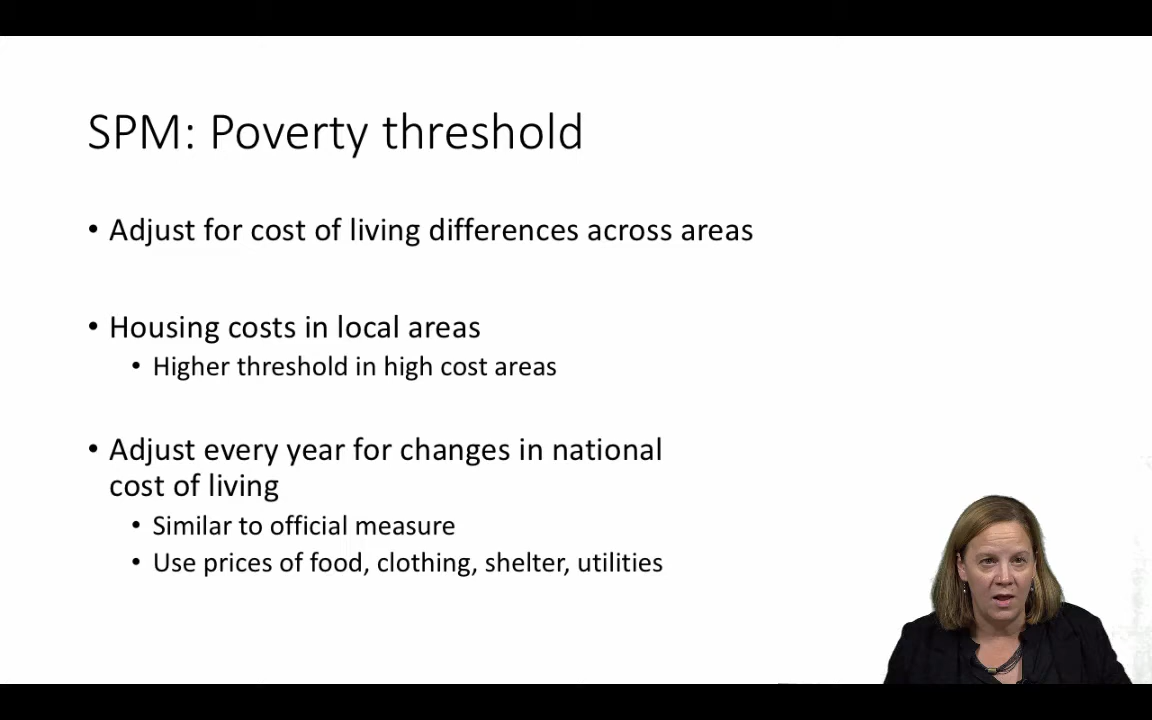 SPM: Poverty threshold
• Adjust for cost of living differences across areas
• Housing costs in local areas
• Higher threshold in high cost areas
• Adjust every year for changes in national
cost of living
• Similar to official measure
• Use prices of food, clothing, shelter, utilities